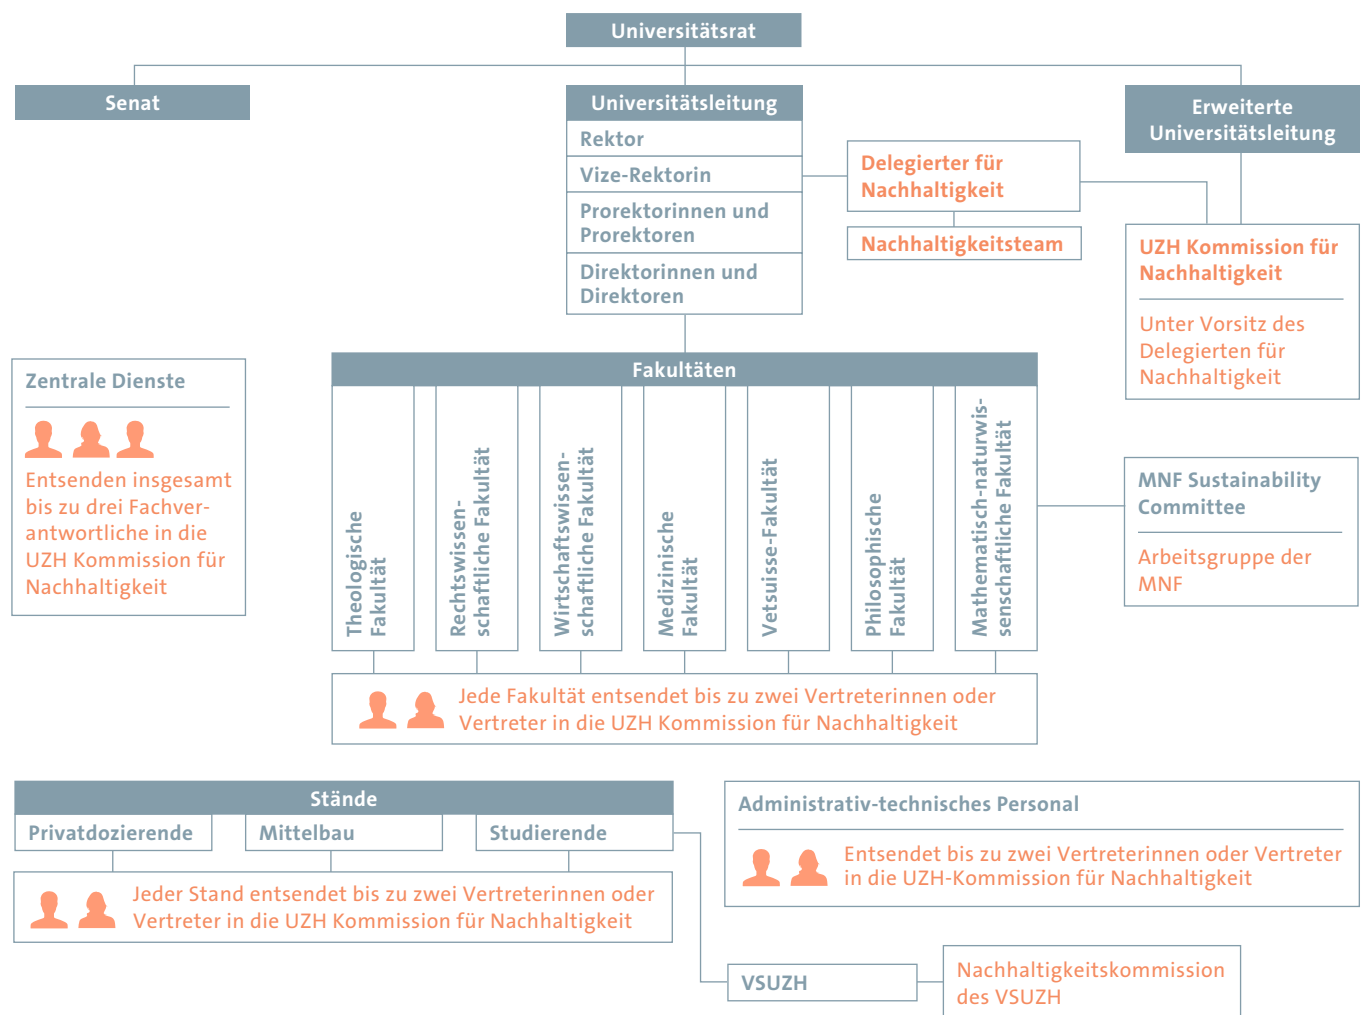 Universitätsrat
Senat
Universitätsleitung
Rektor
Vize-Rektorin
Prorektorinnen und
Prorektoren
Direktorinnen und
Direktoren
Delegierter für
Nachhaltigkeit
Nachhaltigkeitsteam
Erweiterte
Universitätsleitung
UZH Kommission für
Nachhaltigkeit
Unter Vorsitz des
Delegierten für
Nachhaltigkeit
Zentrale Dienste
Entsenden insgesamt
bis zu drei Fachver-
antwortliche in die
UZH Kommission für
Nachhaltigkeit
Fakultäten
Theologische
Fakultät
Rechtswissen-
schaftliche Fakultät
Wirtschaftswissen-
schaftliche Fakultät
Medizinische
Fakultät
Vetsuisse-Fakultät
Philosophische
Fakultät
Mathematisch-naturwis-
senschaftliche Fakultät
MNF Sustainability
Committee
Arbeitsgruppe der
MNF
Jede Fakultät entsendet bis zu zwei Vertreterinnen oder
Vertreter in die UZH Kommission für Nachhaltigkeit
Stände
Privatdozierende
Mittelbau
Studierende
Jeder Stand entsendet bis zu zwei Vertreterinnen oder
Vertreter in die UZH Kommission für Nachhaltigkeit
Administrativ-technisches Personal
Entsendet bis zu zwei Vertreterinnen oder Vertreter
in die UZH-Kommission für Nachhaltigkeit
VSUZH
Nachhaltigkeitskommission
des VSUZH